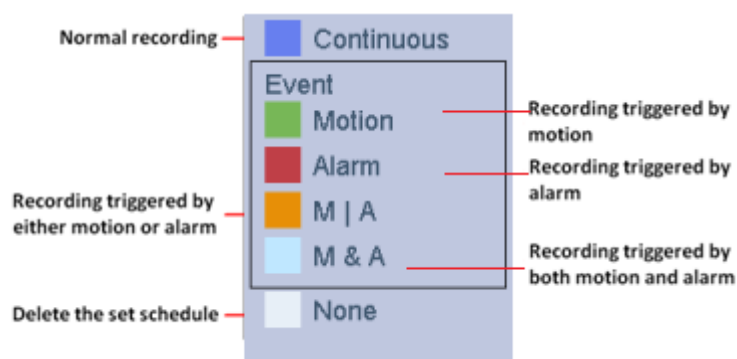 Normal recording
Continuous
Event
Motion
Recording triggered by
motion
Alarm
Recording triggered by
alarm
Recording triggered by
either motion or alarm
M | A
M & A
Recording triggered by
both motion and alarm
Delete the set schedule
None